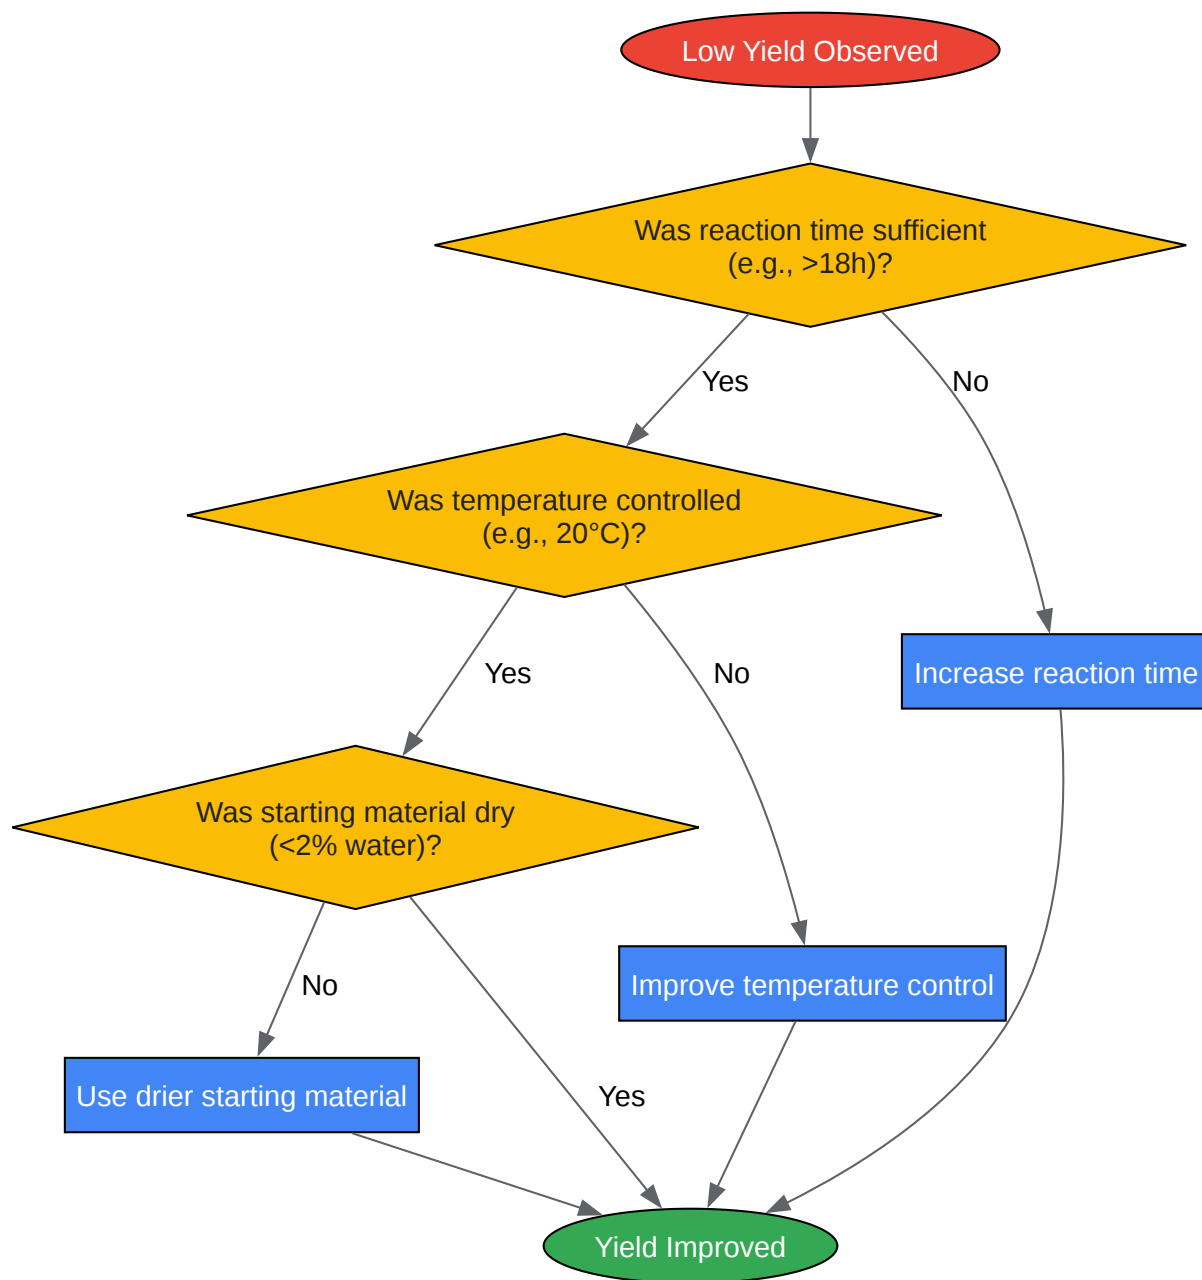 Low Yield Observed
Was reaction time sufficient
(e.g., >18h)?
Yes
No
Was temperature controlled
(e.g., 20°C)?
Yes
No
Increase reaction time
Was starting material dry
(<2% water)?
No
Improve temperature control
Use drier starting material
Yes
Yield Improved